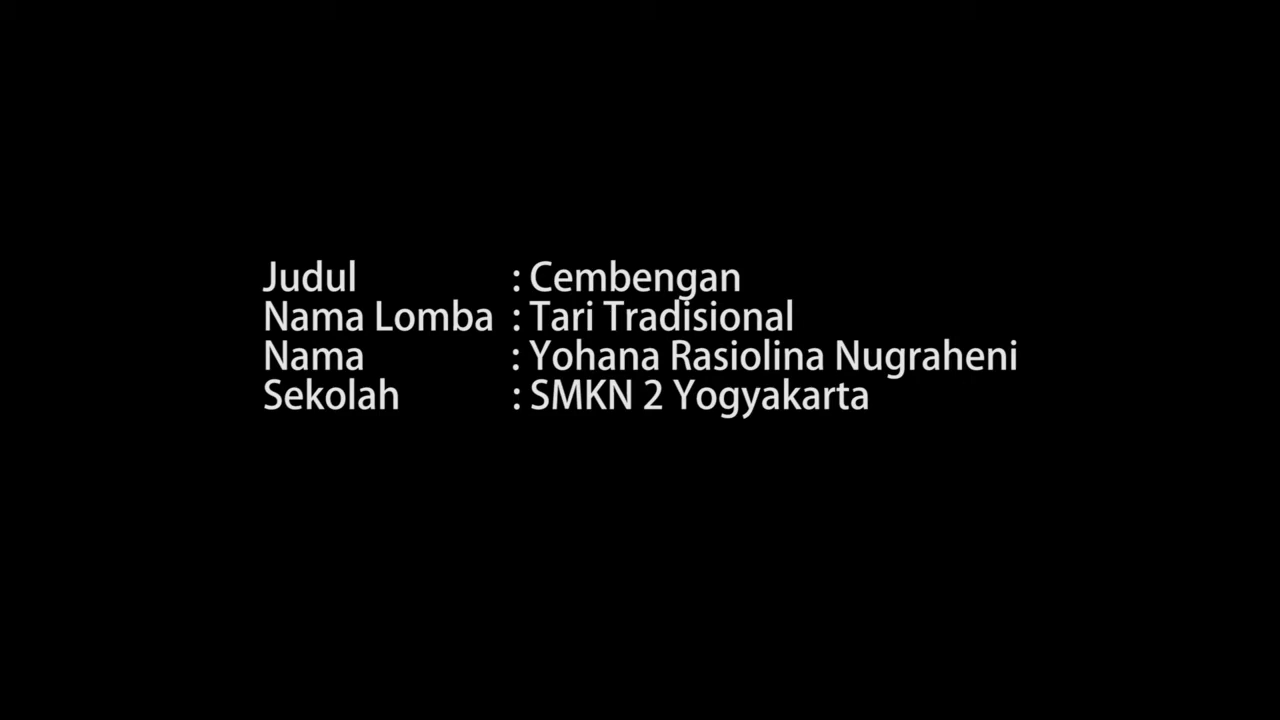 Judul : Cembengan
Nama Lomba : Tari Tradisional
Nama : Yohana Rasiolina Nugraheni
Sekolah : SMKN 2 Yogyakarta